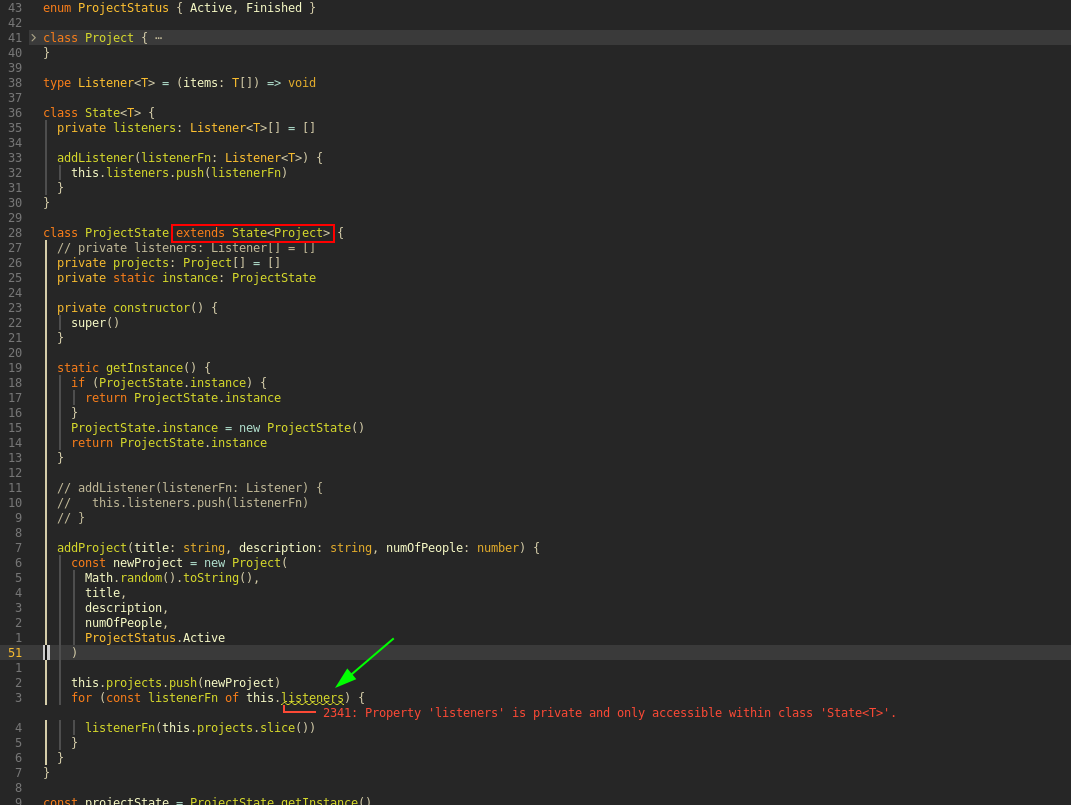 43 enum ProjectStatus { Active, Finished }
42
41 > class Project { ⋯
40 }
39
38 type Listener<T> = (items: T[]) => void
37
36 class State<T> {
35   private listeners: Listener<T>[] = []
34
33   addListener(listenerFn: Listener<T>) {
32     this.listeners.push(listenerFn)
31   }
30 }
29
28 class ProjectState extends State<Project> {
27   // private listeners: Listener[] = []
26   private projects: Project[] = []
25   private static instance: ProjectState
24
23   private constructor() {
22     super()
21   }
20
19   static getInstance() {
18     if (ProjectState.instance) {
17       return ProjectState.instance
16     }
15     ProjectState.instance = new ProjectState()
14     return ProjectState.instance
13   }
12
11   // addListener(listenerFn: Listener) {
10   //   this.listeners.push(listenerFn)
9   // }
8
7   addProject(title: string, description: string, numOfPeople: number) {
6     const newProject = new Project(
5       Math.random().toString(),
4       title,
3       description,
2       numOfPeople,
1       ProjectStatus.Active
51     )
1
2     this.projects.push(newProject)
3     for (const listenerFn of this.listeners) {
2341: Property 'listeners' is private and only accessible within class 'State<T>'.
4       listenerFn(this.projects.slice())
5     }
6   }
7 }
8
9 const projectState = ProjectState.getInstance()